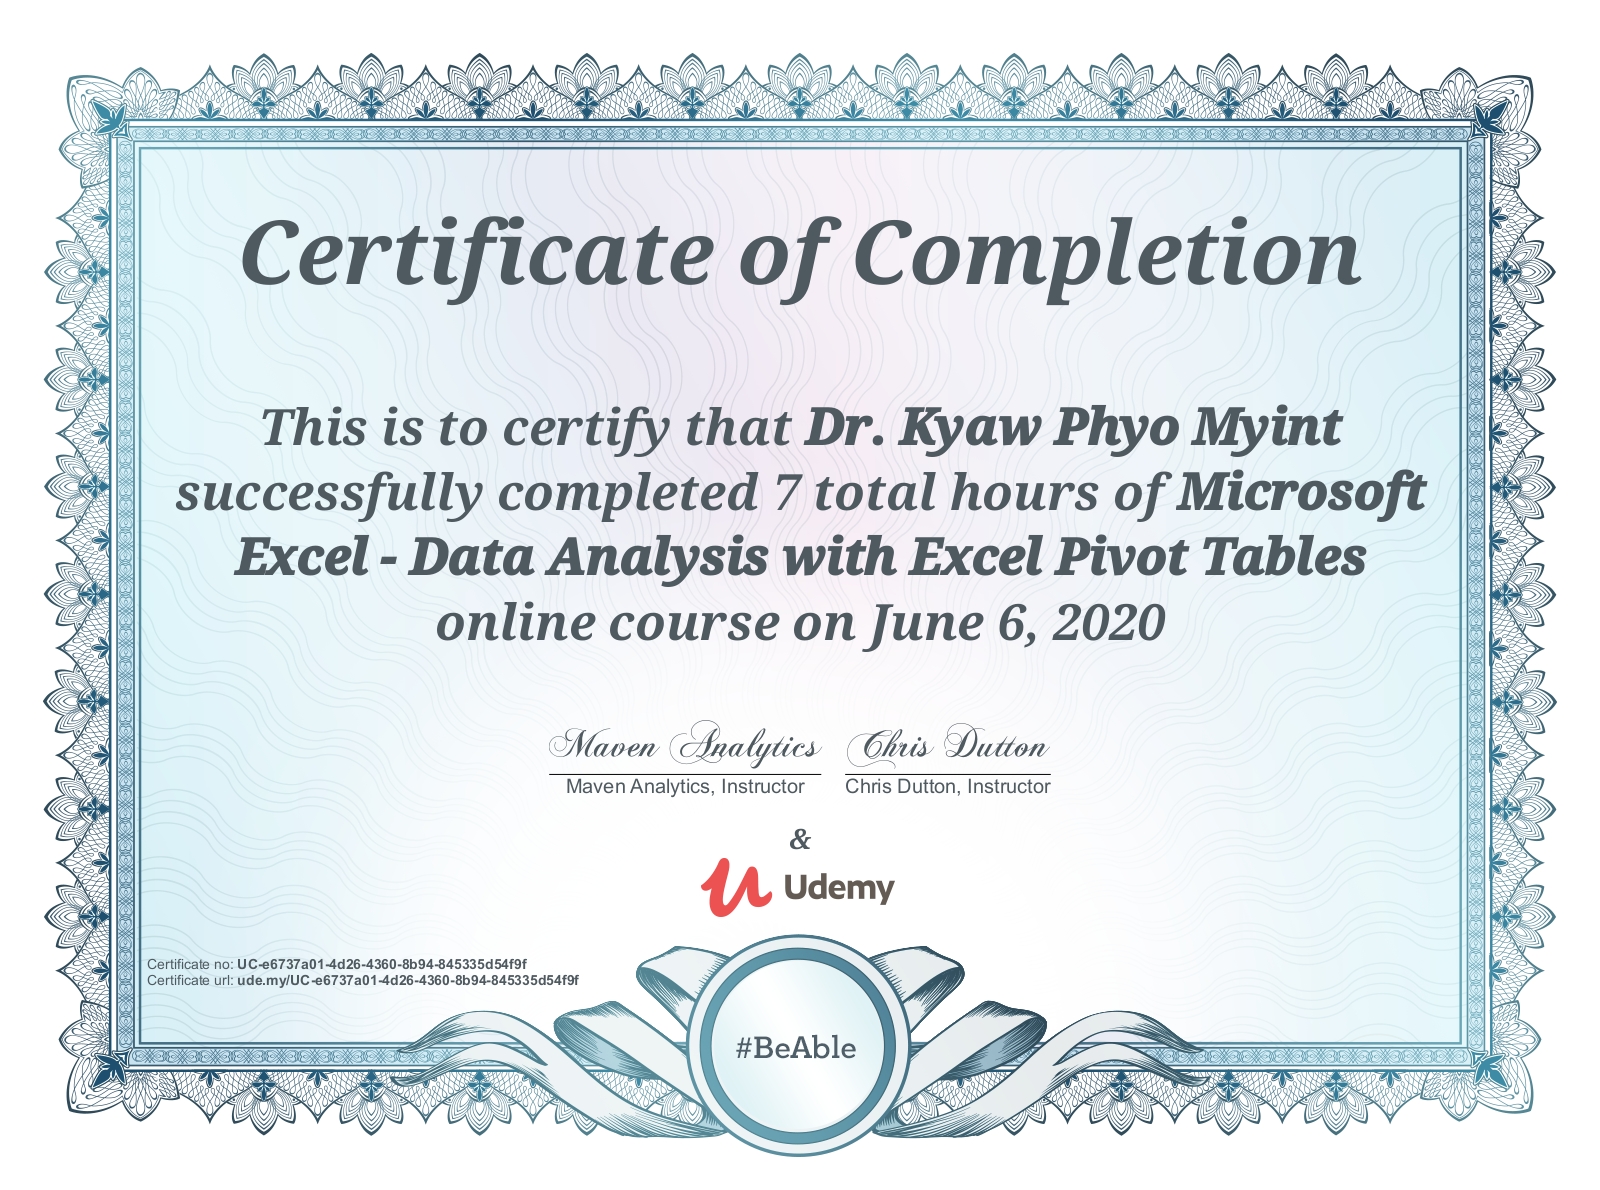 Certificate of Completion
This is to certify that Dr. Kyaw Phyo Myint
successfully completed 7 total hours of Microsoft
Excel - Data Analysis with Excel Pivot Tables
online course on June 6, 2020
Maven Analytics
Chris Dutton
Maven Analytics, Instructor
Chris Dutton, Instructor
&
Udemy
Certificate no: UC-e6737a01-4d26-4360-8b94-845335d54f9f
Certificate url: ude.my/UC-e6737a01-4d26-4360-8b94-845335d54f9f
#BeAble